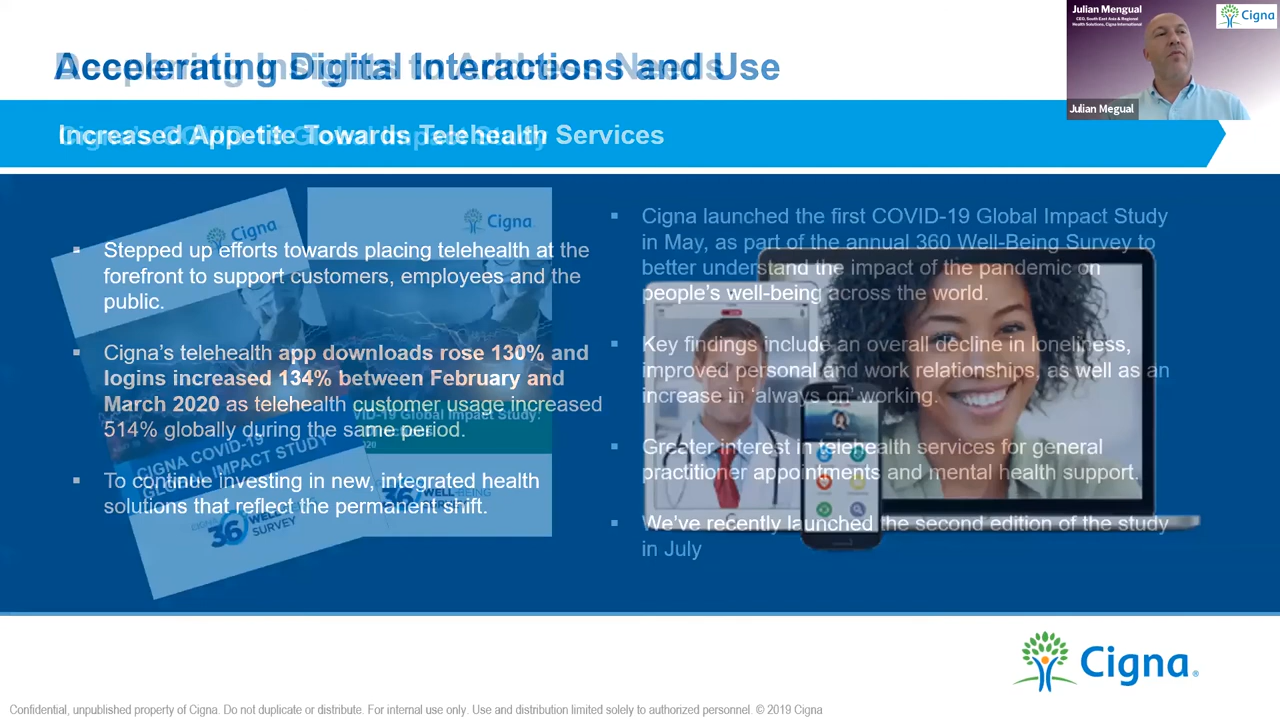 Julian Mengual
CEO, South East Asia & Regional
Health Solutions, Cigna International
Cigna
Julian Megual
Accelerating Digital Interactions and Use
Increased Appetite Towards Telehealth Services
Cigna
Cigna
▪ Stepped up efforts towards placing telehealth at the
forefront to support customers, employees and the
public.
▪ Cigna's telehealth app downloads rose 130% and
logins increased 134% between February and
March 2020 as telehealth customer usage increased
514% globally during the same period.
▪ To continue investing in new, integrated health
solutions that reflect the permanent shift.
CIGNA COVID-19
GLOBAL IMPACT STUDY
VID-19 Global Impact Study:
36
WELL-BEING
SURVEY
▪ Cigna launched the first COVID-19 Global Impact Study
in May, as part of the annual 360 Well-Being Survey to
better understand the impact of the pandemic on
people's well-being across the world.
▪ Key findings include an overall decline in loneliness,
improved personal and work relationships, as well as an
increase in 'always on' working.
▪ Greater interest in telehealth services for general
practitioner appointments and mental health support.
▪ We've recently launched the second edition of the study
in July
Cigna®
Confidential, unpublished property of Cigna. Do not duplicate or distribute. For internal use only. Use and distribution limited solely to authorized personnel. © 2019 Cigna